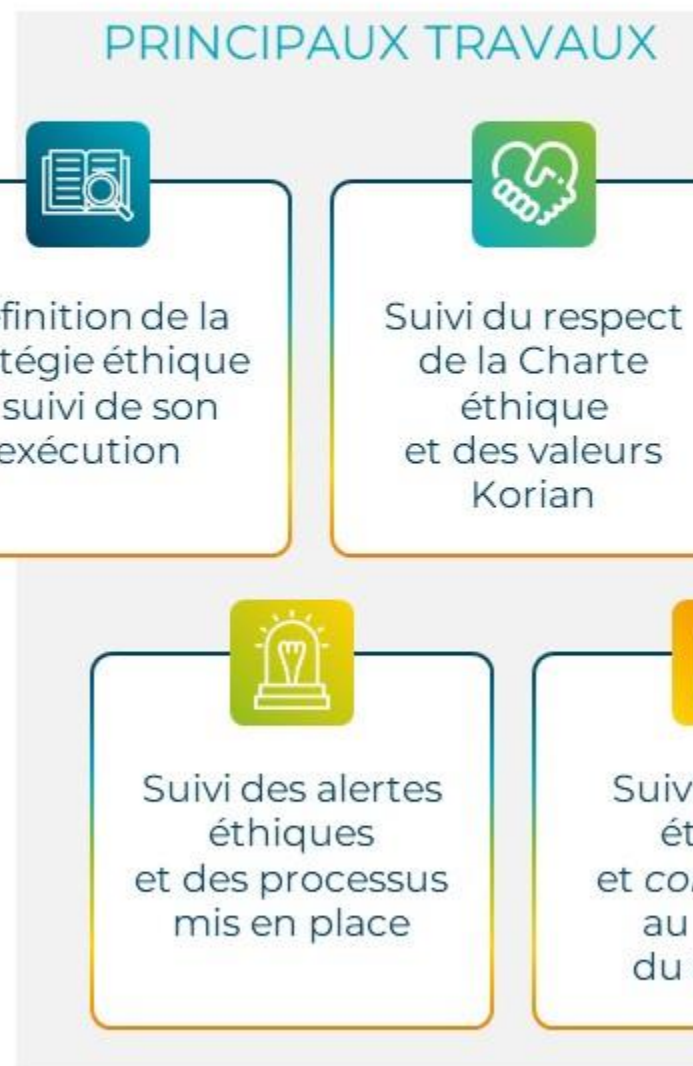 PRINCIPAUX TRAVAUX
finition de la
tégie éthique
suivi de son
exécution
Suivi du respect
de la Charte
éthique
et des valeurs
Korian
Suivi des alertes
éthiques
et des processus
mis en place
Suiv
ét
et co
au
du